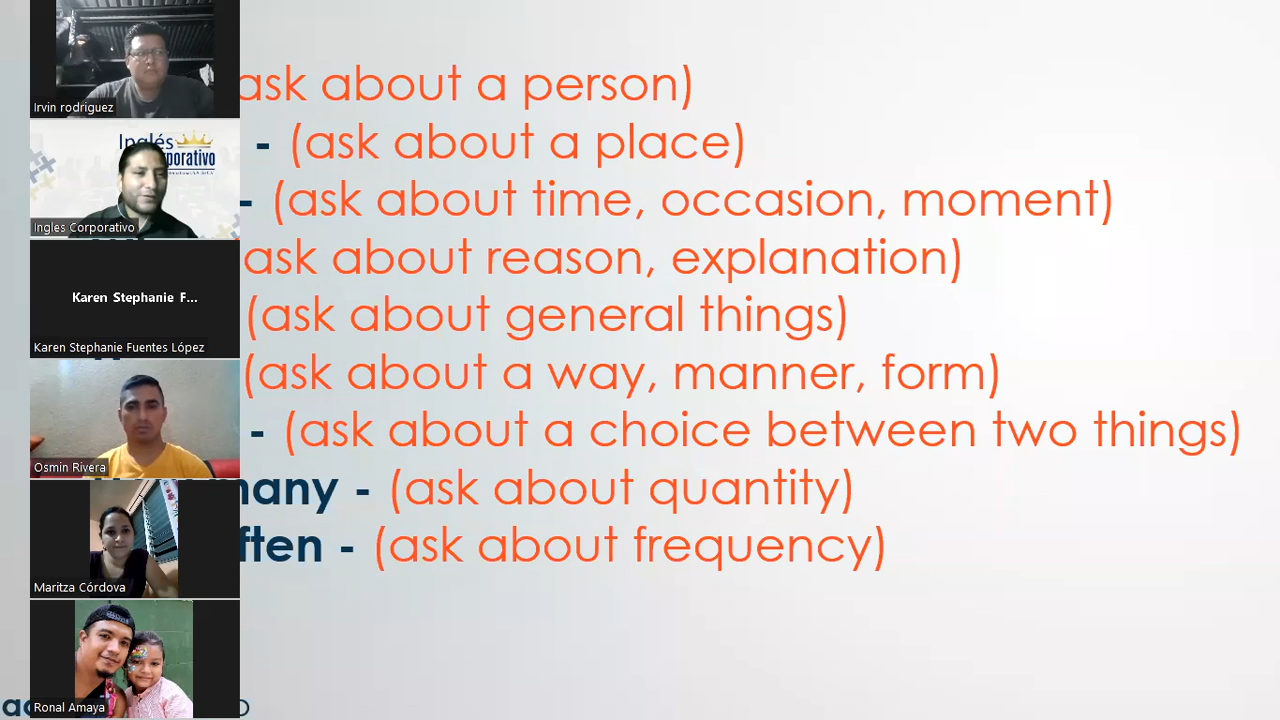 ask about a person)
- (ask about a place)
- (ask about time, occasion, moment)
ask about reason, explanation)
(ask about general things)
(ask about a way, manner, form)
- (ask about a choice between two things)
many - (ask about quantity)
ften - (ask about frequency)
Irvin rodriguez
Inglés
porativo
Ingles Corporativo
Karen Stephanie F...
Karen Stephanie Fuentes López
Osmin Rivera
Maritza Córdova
Ronal Amaya